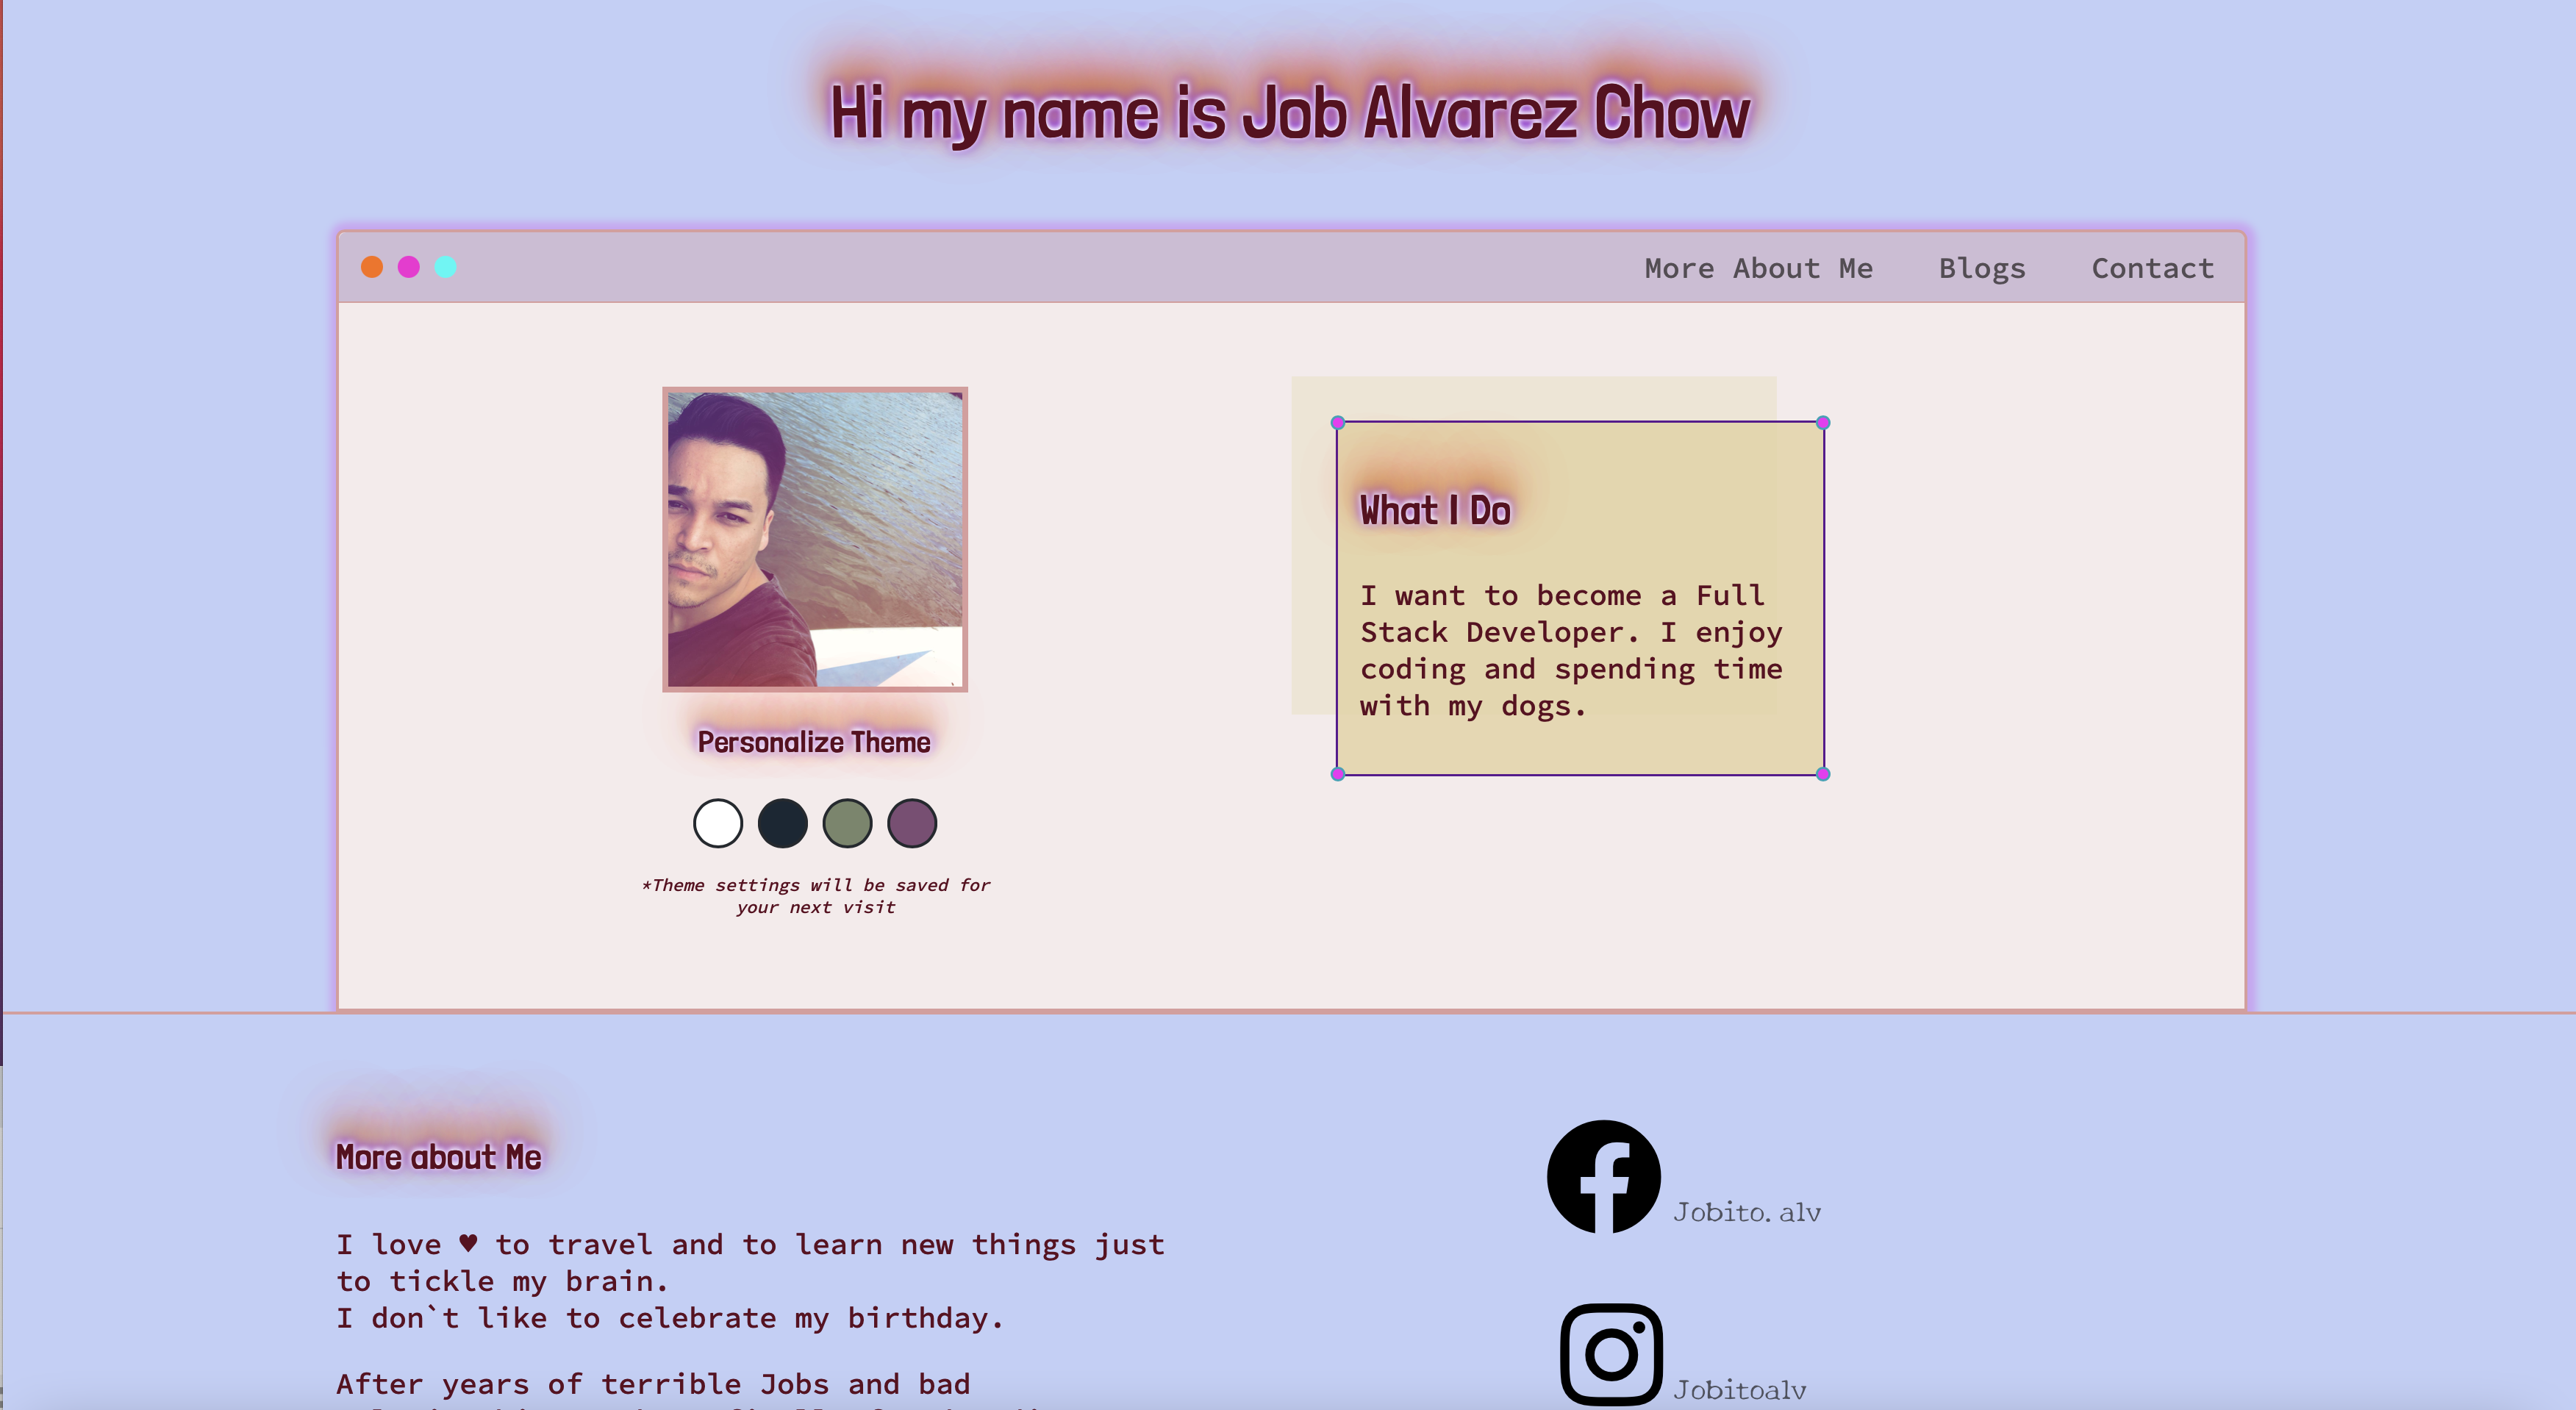 Hi my name is Job Alvarez Chow
More About Me Blogs Contact
What I Do
I want to become a Full
Stack Developer. I enjoy
coding and spending time
with my dogs.
Personalize Theme
*Theme settings will be saved for
your next visit
More about Me
I love ♥ to travel and to learn new things just
to tickle my brain.
I don`t like to celebrate my birthday.
After years of terrible Jobs and bad
Jobito.alv
Jobitoalv